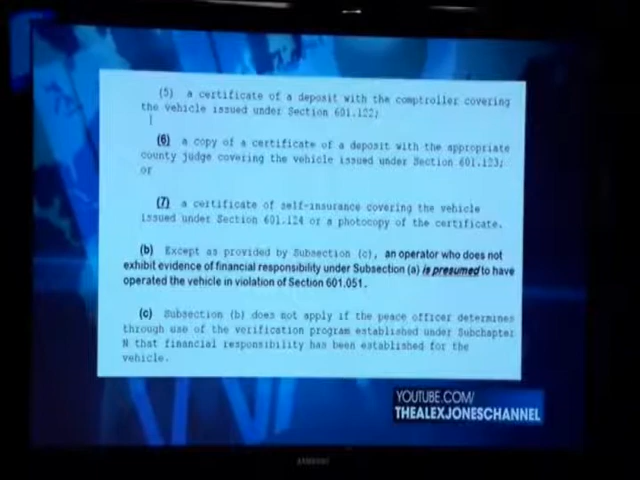 (5) a certificate of a deposit with the comptroller covering
the vehicle issued under Section 601.122;
(6) a copy of a certificate of a deposit with the appropriate
county judge covering the vehicle issued under Section 601.123;
or
(7) a certificate of self-insurance covering the vehicle
issued under Section 601.124 or a photocopy of the certificate.
(b) Except as provided by Subsection (c), an operator who does not
exhibit evidence of financial responsibility under Subsection (a) is presumed to have
operated the vehicle in violation of Section 601.051.
(c) Subsection (b) does not apply if the peace officer determines
through use of the verification program established under Subchapter
N that financial responsibility has been established for the
vehicle.
YOUTUBE.COM/
THEALEXJONESCHANNEL
SAMSUNG